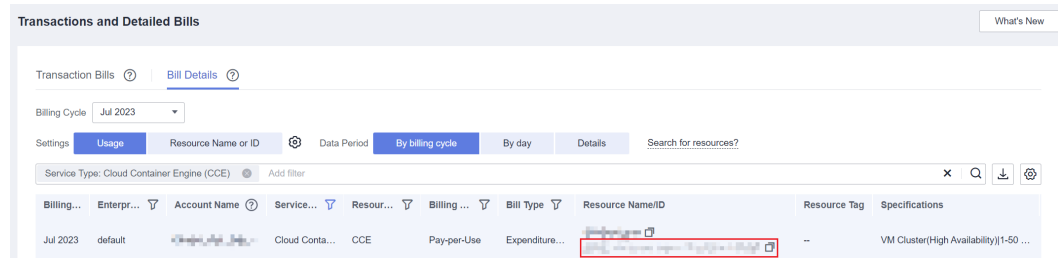 Transactions and Detailed Bills
What's New
Transaction Bills
Bill Details
Billing Cycle Jul 2023
Settings Usage Resource Name or ID Data Period By billing cycle By day Details Search for resources?
Service Type: Cloud Container Engine (CCE) Add filter
Billing... Enterpr... Account Name Service... Resour... Billing ... Bill Type Resource Name/ID Resource Tag Specifications
Jul 2023 default Cloud Conta... CCE Pay-per-Use Expenditure... -- VM Cluster(High Availability)|1-50 ...